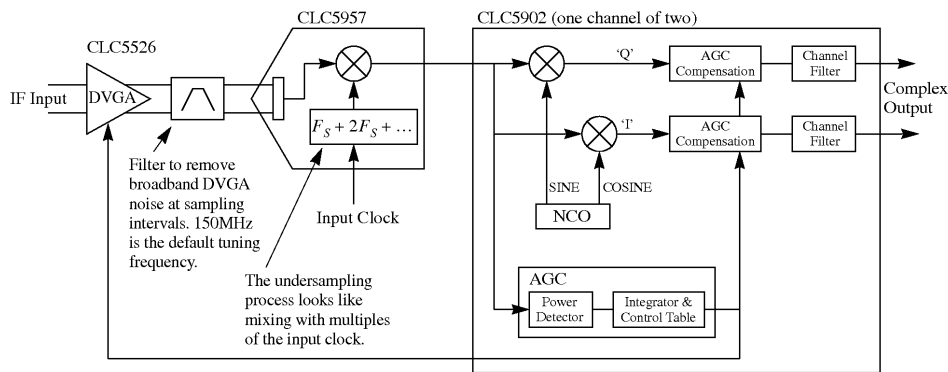 CLC5957
CLC5902 (one channel of two)
CLC5526
IF Input
DVGA
F_S + 2F_S + …
Input Clock
Filter to remove
broadband DVGA
noise at sampling
intervals. 150MHz
is the default tuning
frequency.
The undersampling
process looks like
mixing with multiples
of the input clock.
'Q'
AGC
Compensation
Channel
Filter
Complex
Output
'I'
AGC
Compensation
Channel
Filter
SINE
COSINE
NCO
AGC
Power
Detector
Integrator &
Control Table